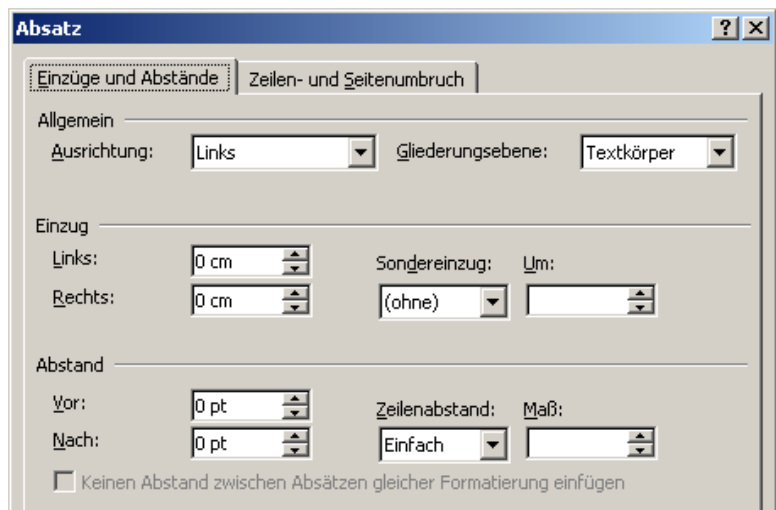 Absatz
Einzüge und Abstände Zeilen- und Seitenumbruch
Allgemein
Ausrichtung: Links Gliederungsebene: Textkörper
Einzug
Links: 0 cm Sondereinzug: Um:
Rechts: 0 cm (ohne)
Abstand
Vor: 0 pt Zeilenabstand: Maß:
Nach: 0 pt Einfach
Keinen Abstand zwischen Absätzen gleicher Formatierung einfügen